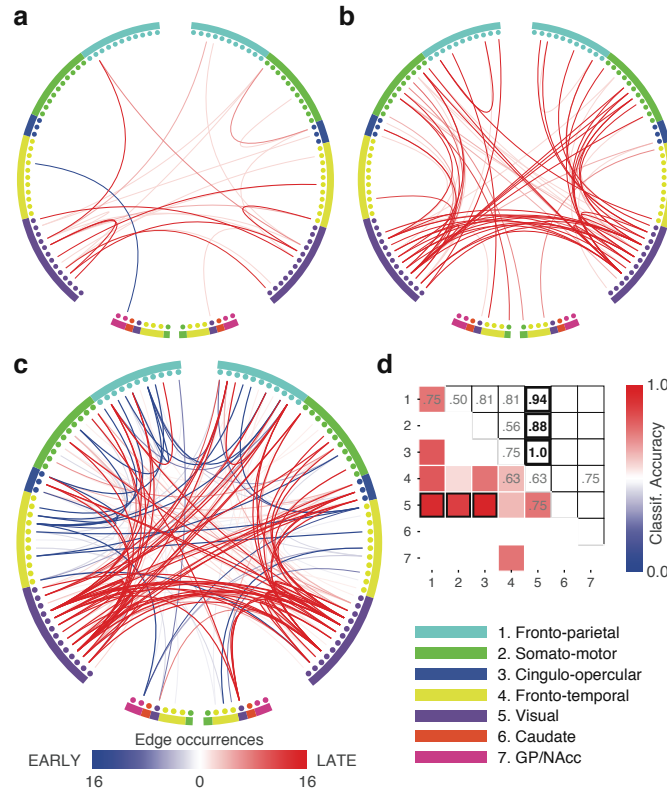 a
b
c
d
1 .75 .50 .81 .81 .94
2 .56 .88
3 .75 1.0
4 .63 .63 .75
5 .75
6
7
1 2 3 4 5 6 7
1.0
Classif. Accuracy
0.0
1. Fronto-parietal
2. Somato-motor
3. Cingulo-opercular
4. Fronto-temporal
5. Visual
6. Caudate
7. GP/NAcc
Edge occurrences
EARLY LATE
16 0 16